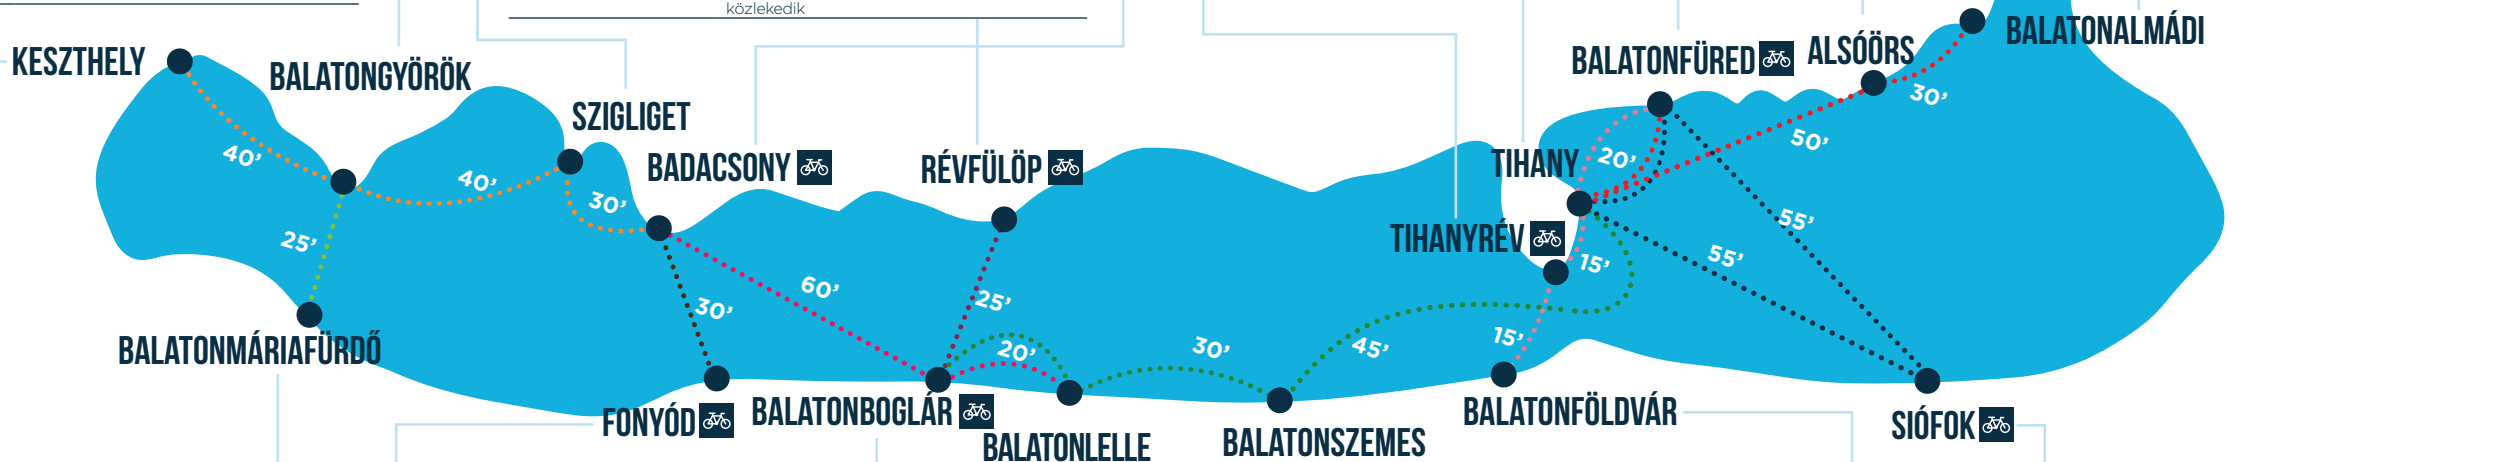 közlekedik
BALATONALMÁDI
ALSÓÖRS
BALATONFÜRED
KESZTHELY
BALATONGYÖRÖK
30’
SZIGLIGET
50’
40’
20’
TIHANY
BADACSONY
RÉVFÜLÖP
40’
30’
55’
25’
TIHANYRÉV
55’
15’
60’
25’
30’
15’
BALATONMÁRIAFÜRDŐ
20’
30’
45’
FONYÓD
BALATONBOGLÁR
BALATONFÖLDVÁR
SIÓFOK
BALATONLELLE
BALATONSZEMES